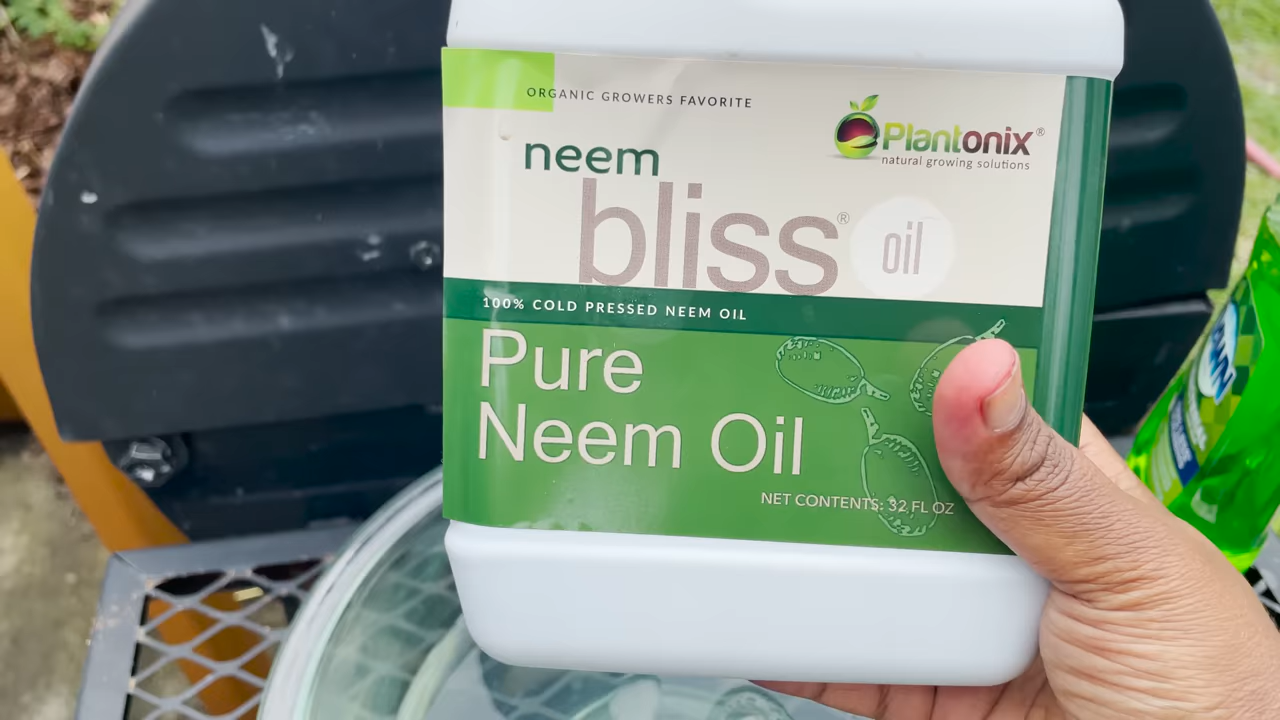 ORGANIC GROWERS FAVORITE
Plantonix®
natural growing solutions
neem
bliss®
oil
100% COLD PRESSED NEEM OIL
Pure
Neem Oil
NET CONTENTS: 32 FL OZ